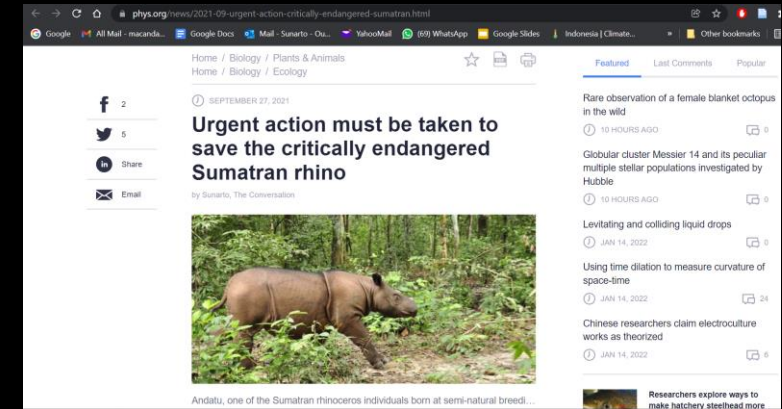 phys.org/news/2021-09-urgent-action-critically-endangered-sumatran.html
Google
All Mail - macanda...
Google Docs
Mail - Sunarto - Ou...
YahooMail
(69) WhatsApp
Google Slides
Indonesia | Climate...
»
Other bookmarks
Home / Biology / Plants & Animals
Home / Biology / Ecology
2
5
Share
Email
SEPTEMBER 27, 2021
Urgent action must be taken to
save the critically endangered
Sumatran rhino
by Sunarto, The Conversation
Andatu, one of the Sumatran rhinoceros individuals born at semi-natural breedi...
Featured Last Comments Popular
Rare observation of a female blanket octopus
in the wild
10 HOURS AGO 0
Globular cluster Messier 14 and its peculiar
multiple stellar populations investigated by
Hubble
10 HOURS AGO 0
Levitating and colliding liquid drops
JAN 14, 2022 0
Using time dilation to measure curvature of
space-time
JAN 14, 2022 24
Chinese researchers claim electroculture
works as theorized
JAN 14, 2022 6
Researchers explore ways to
make hatchery steelhead more